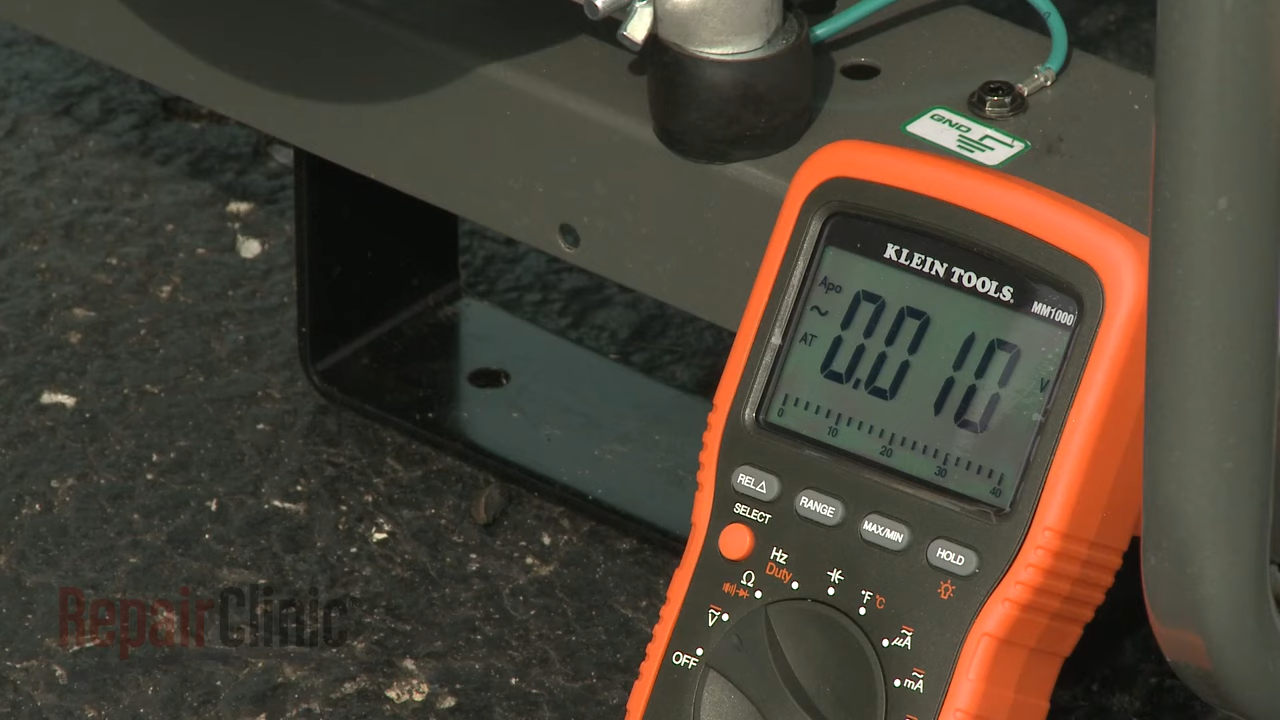 GND
KLEIN TOOLS
MM1000
Apo
~
AT
0.010
V
0 10 20 30 40
REL△
RANGE
MAX/MIN
HOLD
SELECT
Hz
Duty
Ω
°F °C
V
µA
mA
OFF
RepairClinic